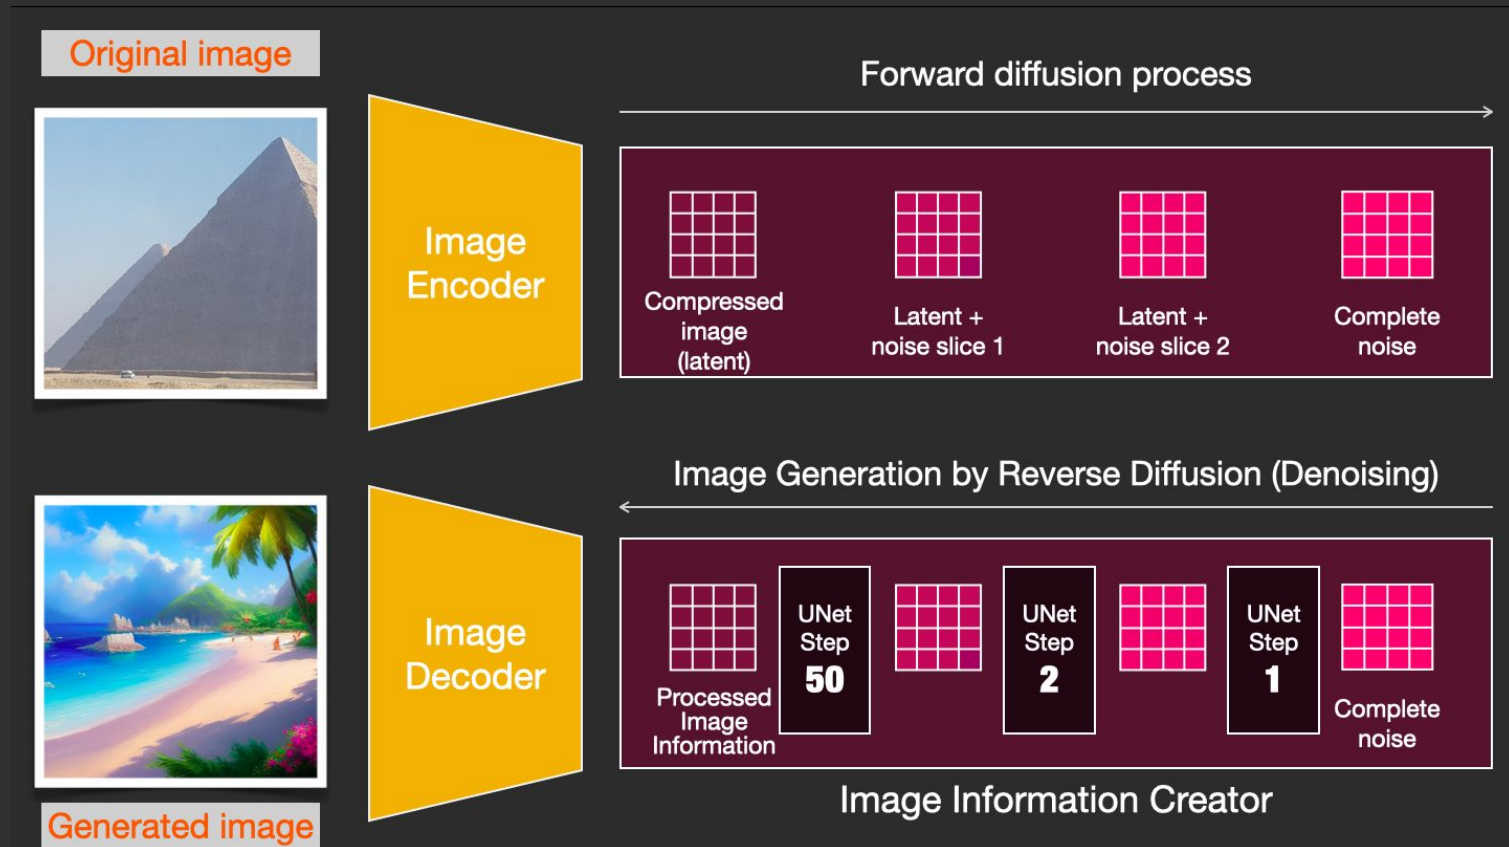 Original image
Forward diffusion process
Image
Encoder
Compressed
image
(latent)
Latent +
noise slice 1
Latent +
noise slice 2
Complete
noise
Image Generation by Reverse Diffusion (Denoising)
Image
Decoder
Processed
Image
Information
UNet
Step
50
UNet
Step
2
UNet
Step
1
Complete
noise
Image Information Creator
Generated image